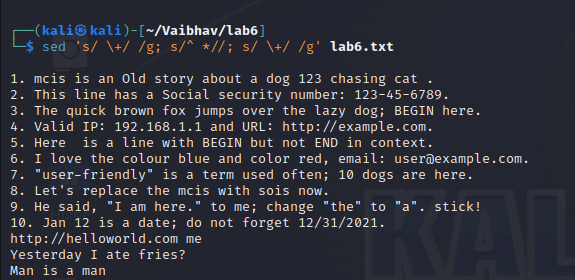 ┌──(kali㉿kali)-[~/Vaibhav/lab6]
└─$ sed 's/ \+/ /g; s/^ *//; s/ \+/ /g' lab6.txt
1. mcis is an Old story about a dog 123 chasing cat .
2. This line has a Social security number: 123-45-6789.
3. The quick brown fox jumps over the lazy dog; BEGIN here.
4. Valid IP: 192.168.1.1 and URL: http://example.com.
5. Here  is a line with BEGIN but not END in context.
6. I love the colour blue and color red, email: user@example.com.
7. "user-friendly" is a term used often; 10 dogs are here.
8. Let's replace the mcis with sois now.
9. He said, "I am here." to me; change "the" to "a". stick!
10. Jan 12 is a date; do not forget 12/31/2021.
http://helloworld.com me
Yesterday I ate fries?
Man is a man
KAL